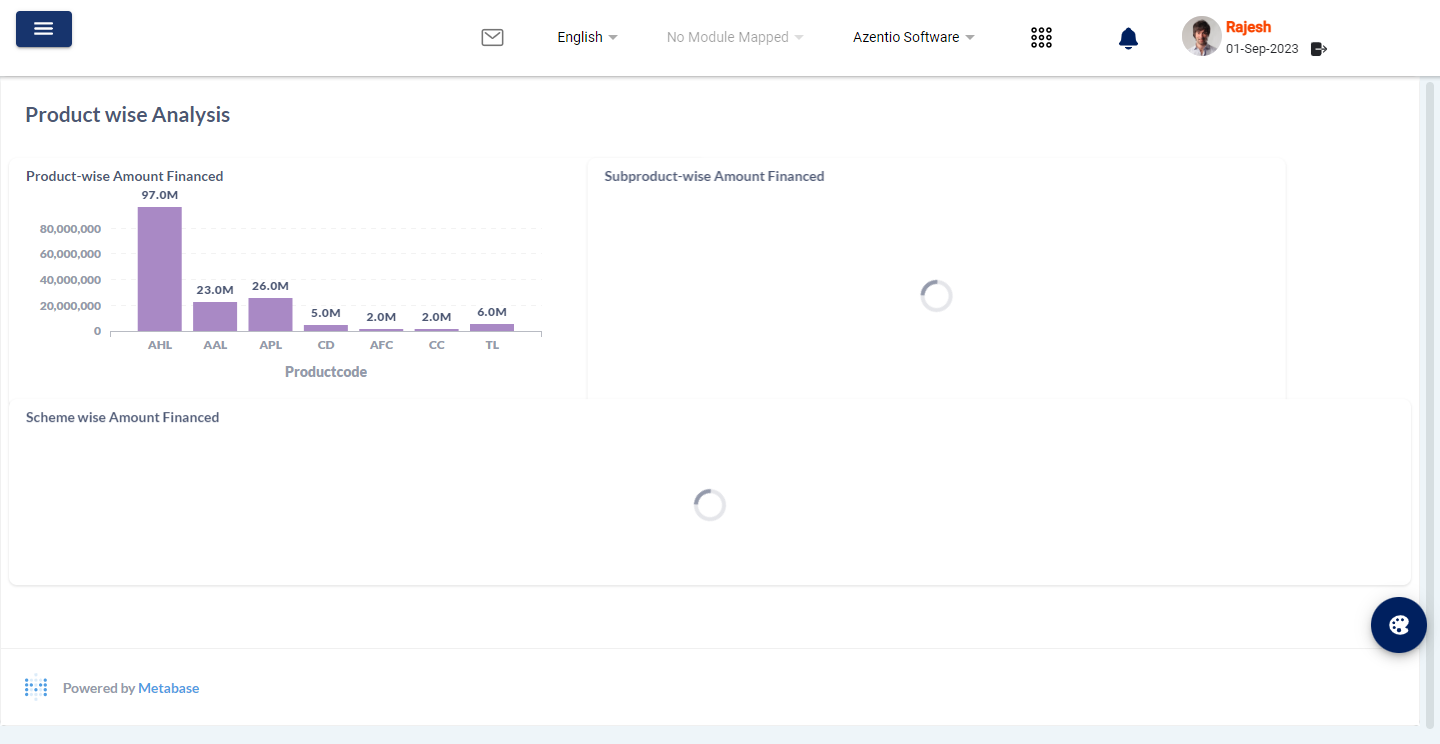 English
No Module Mapped
Azentio Software
Rajesh
01-Sep-2023
Product wise Analysis
Product-wise Amount Financed
Subproduct-wise Amount Financed
97.0M
80,000,000
60,000,000
40,000,000
20,000,000
0
23.0M
26.0M
5.0M
2.0M
2.0M
6.0M
AHL AAL APL CD AFC CC TL
Productcode
Scheme wise Amount Financed
Powered by Metabase